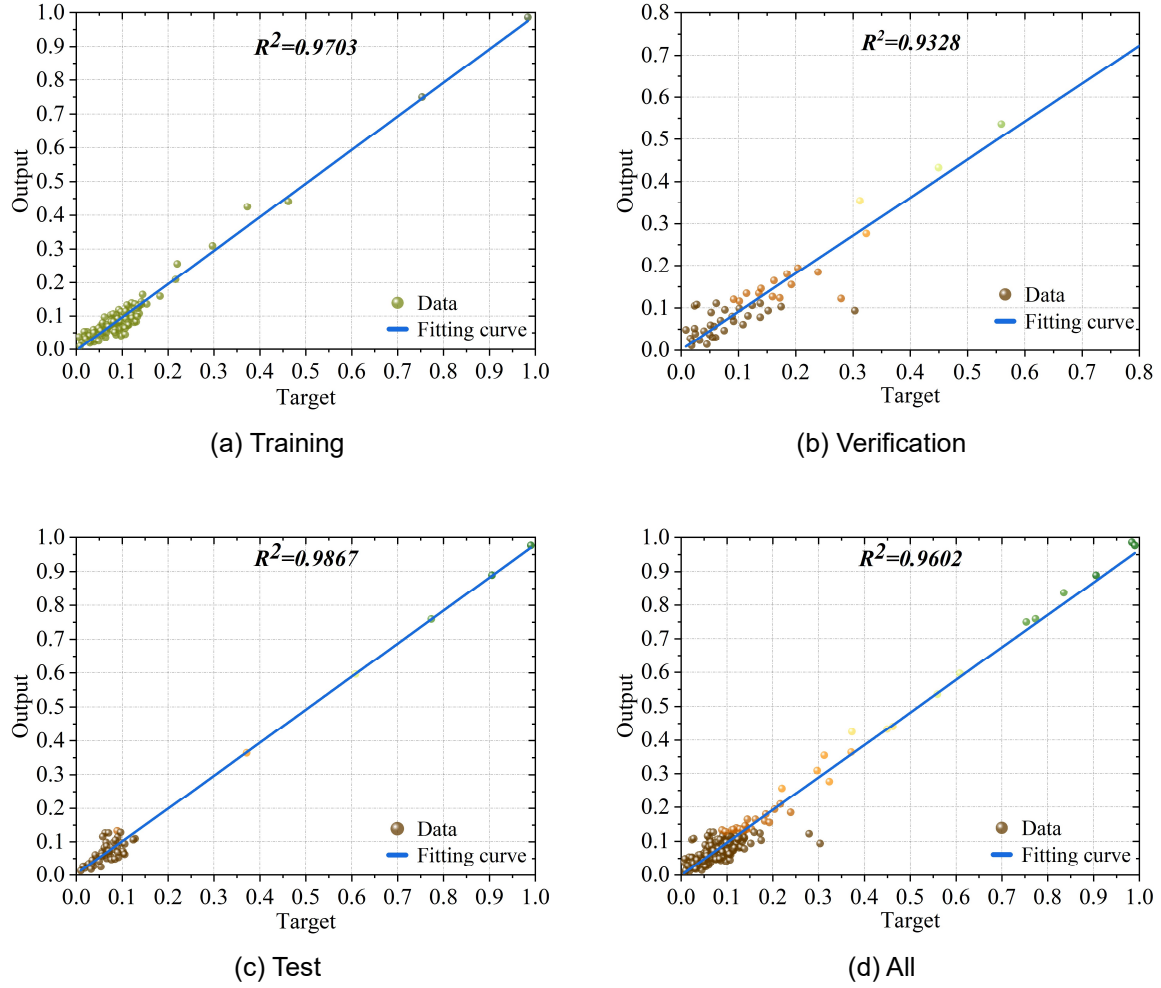 R²=0.9703
1.0
0.9
0.8
0.7
0.6
0.5
0.4
0.3
0.2
0.1
0.0
Output
Data
Fitting curve
0.0 0.1 0.2 0.3 0.4 0.5 0.6 0.7 0.8 0.9 1.0
Target
(a) Training
R²=0.9328
0.8
0.7
0.6
0.5
0.4
0.3
0.2
0.1
0.0
Output
Data
Fitting curve
0.0 0.1 0.2 0.3 0.4 0.5 0.6 0.7 0.8
Target
(b) Verification
R²=0.9867
1.0
0.9
0.8
0.7
0.6
0.5
0.4
0.3
0.2
0.1
0.0
Output
Data
Fitting curve
0.0 0.1 0.2 0.3 0.4 0.5 0.6 0.7 0.8 0.9 1.0
Target
(c) Test
R²=0.9602
1.0
0.9
0.8
0.7
0.6
0.5
0.4
0.3
0.2
0.1
0.0
Output
Data
Fitting curve
0.0 0.1 0.2 0.3 0.4 0.5 0.6 0.7 0.8 0.9 1.0
Target
(d) All